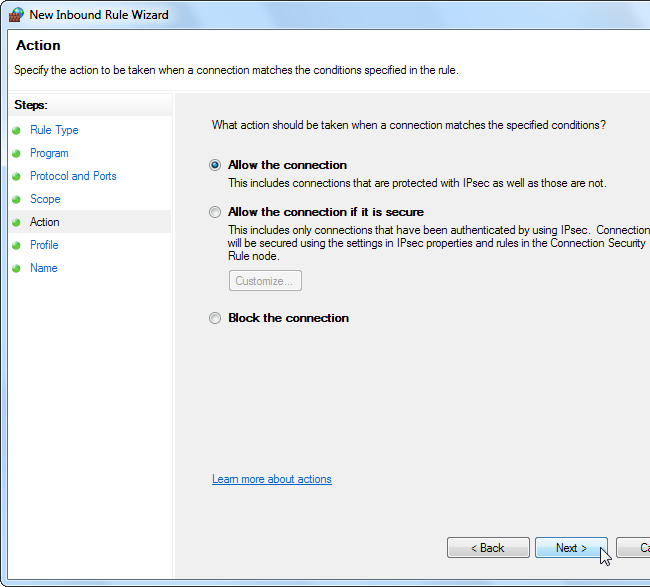 New Inbound Rule Wizard
Action
Specify the action to be taken when a connection matches the conditions specified in the rule.
Steps:
Rule Type
Program
Protocol and Ports
Scope
Action
Profile
Name
What action should be taken when a connection matches the specified conditions?
Allow the connection
This includes connections that are protected with IPsec as well as those are not.
Allow the connection if it is secure
This includes only connections that have been authenticated by using IPsec. Connection
will be secured using the settings in IPsec properties and rules in the Connection Security
Rule node.
Customize...
Block the connection
Learn more about actions
< Back
Next >